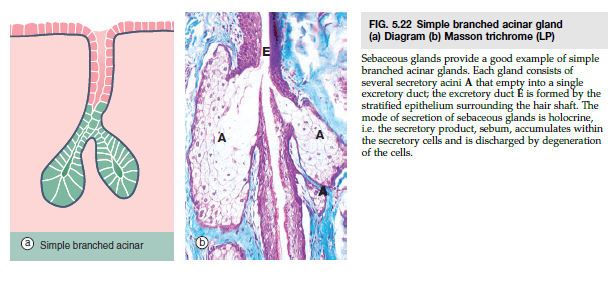 FIG. 5.22 Simple branched acinar gland
(a) Diagram (b) Masson trichrome (LP)
Sebaceous glands provide a good example of simple
branched acinar glands. Each gland consists of
several secretory acini A that empty into a single
excretory duct; the excretory duct E is formed by the
stratified epithelium surrounding the hair shaft. The
mode of secretion of sebaceous glands is holocrine,
i.e. the secretory product, sebum, accumulates within
the secretory cells and is discharged by degeneration
of the cells.
E
A
A
A
a Simple branched acinar
b